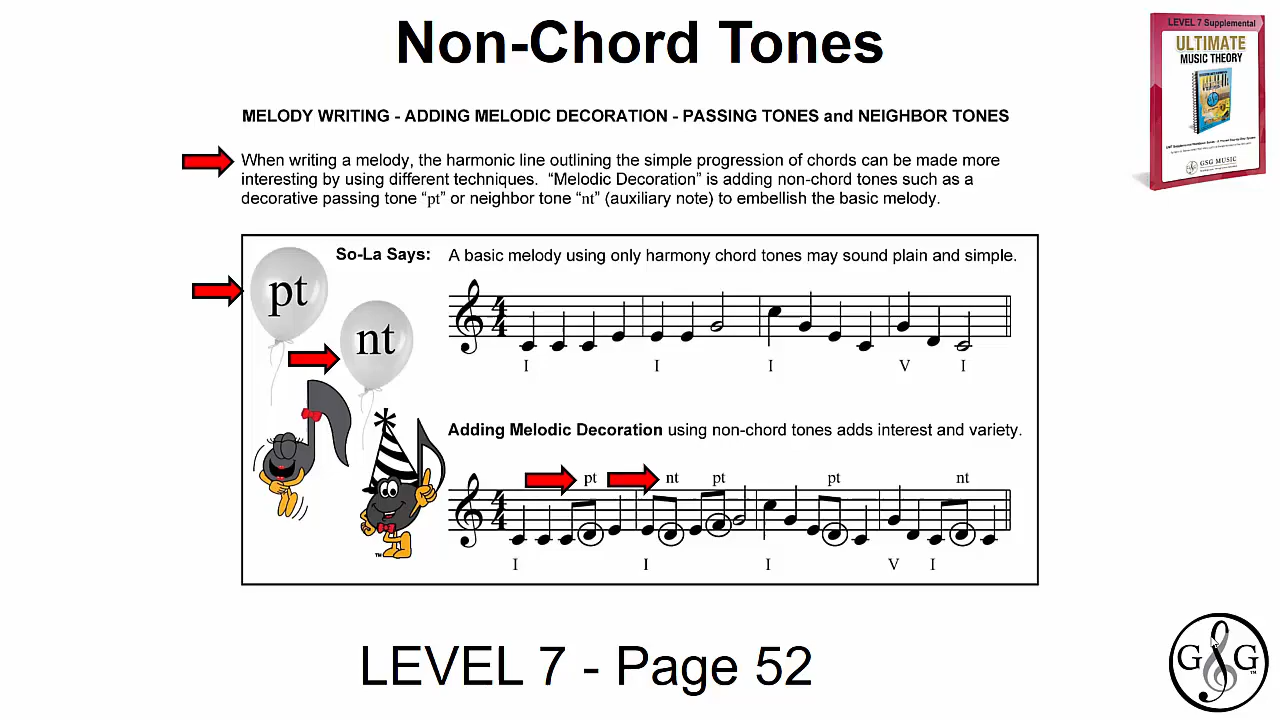 Non-Chord Tones
LEVEL 7 Supplemental
ULTIMATE
MUSIC THEORY
GSG MUSIC
MELODY WRITING - ADDING MELODIC DECORATION - PASSING TONES and NEIGHBOR TONES
When writing a melody, the harmonic line outlining the simple progression of chords can be made more
interesting by using different techniques. “Melodic Decoration” is adding non-chord tones such as a
decorative passing tone “pt” or neighbor tone “nt” (auxiliary note) to embellish the basic melody.
So-La Says: A basic melody using only harmony chord tones may sound plain and simple.
pt
nt
4
4
I I I V I
Adding Melodic Decoration using non-chord tones adds interest and variety.
pt nt pt pt nt
4
4
I I I V I
TM
LEVEL 7 - Page 52
G G